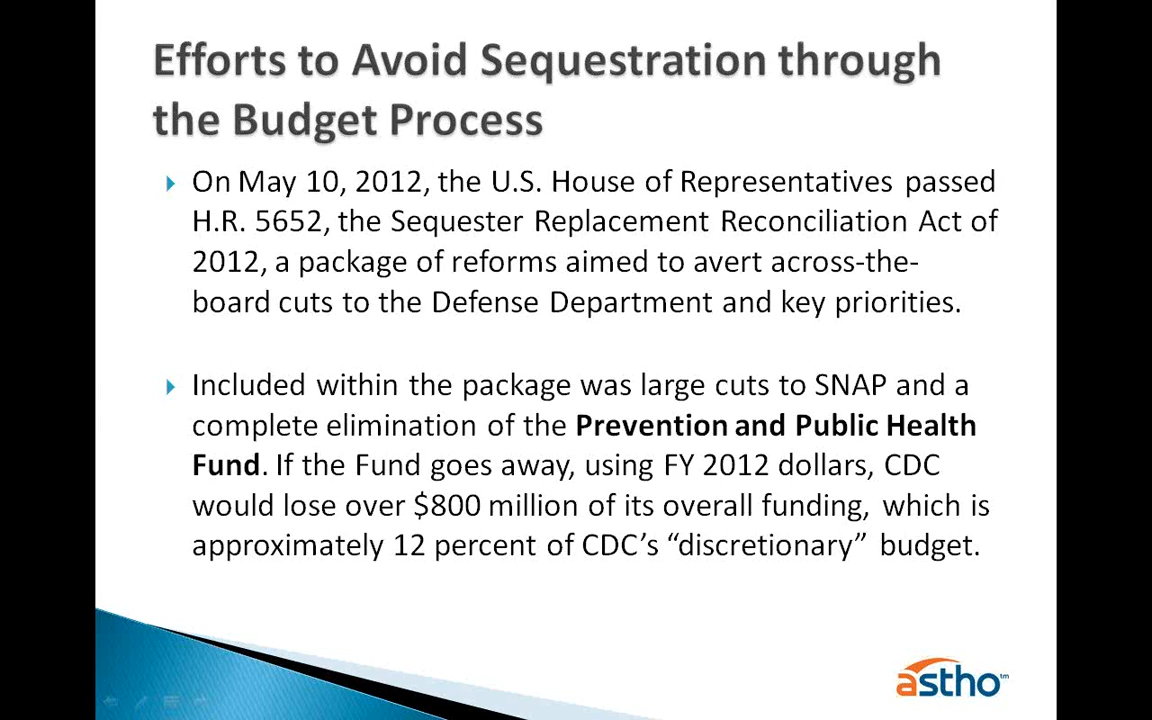 Efforts to Avoid Sequestration through
the Budget Process
On May 10, 2012, the U.S. House of Representatives passed
H.R. 5652, the Sequester Replacement Reconciliation Act of
2012, a package of reforms aimed to avert across-the-
board cuts to the Defense Department and key priorities.
Included within the package was large cuts to SNAP and a
complete elimination of the Prevention and Public Health
Fund. If the Fund goes away, using FY 2012 dollars, CDC
would lose over $800 million of its overall funding, which is
approximately 12 percent of CDC’s “discretionary” budget.
astho™